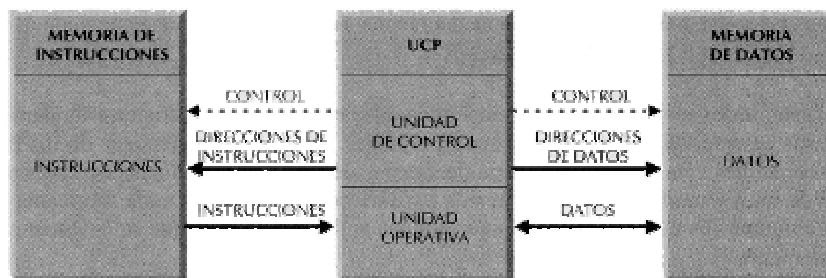 MEMORIA DE
INSTRUCCIONES
INSTRUCCIONES
CONTROL
DIRECCIONES DE
INSTRUCCIONES
INSTRUCCIONES
UCP
UNIDAD
DE CONTROL
UNIDAD
OPERATIVA
CONTROL
DIRECCIONES
DE DATOS
DATOS
MEMORIA
DE DATOS
DATOS